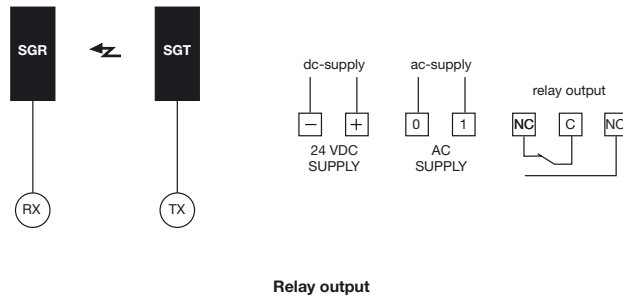 SGR
SGT
dc-supply
ac-supply
relay output
− + 0 1 NC C
24 VDC
SUPPLY
AC
SUPPLY
RX
TX
Relay output